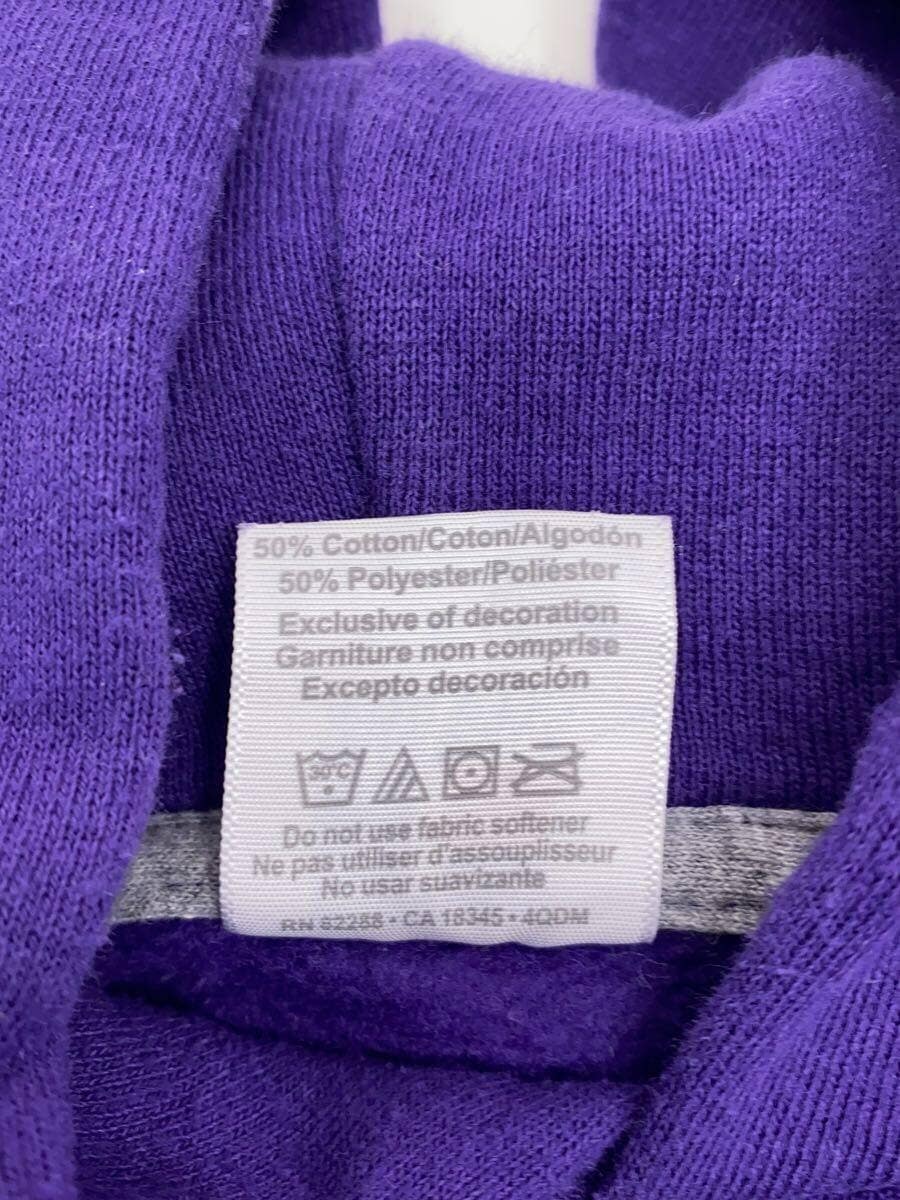 50% Cotton/Coton/Algodón
50% Polyester/Poliéster
Exclusive of decoration
Garniture non comprise
Excepto decoración
30°C
Do not use fabric softener
Ne pas utiliser d'assouplisseur
No usar suavizante
RN 62288 • CA 18345 • 4QDM